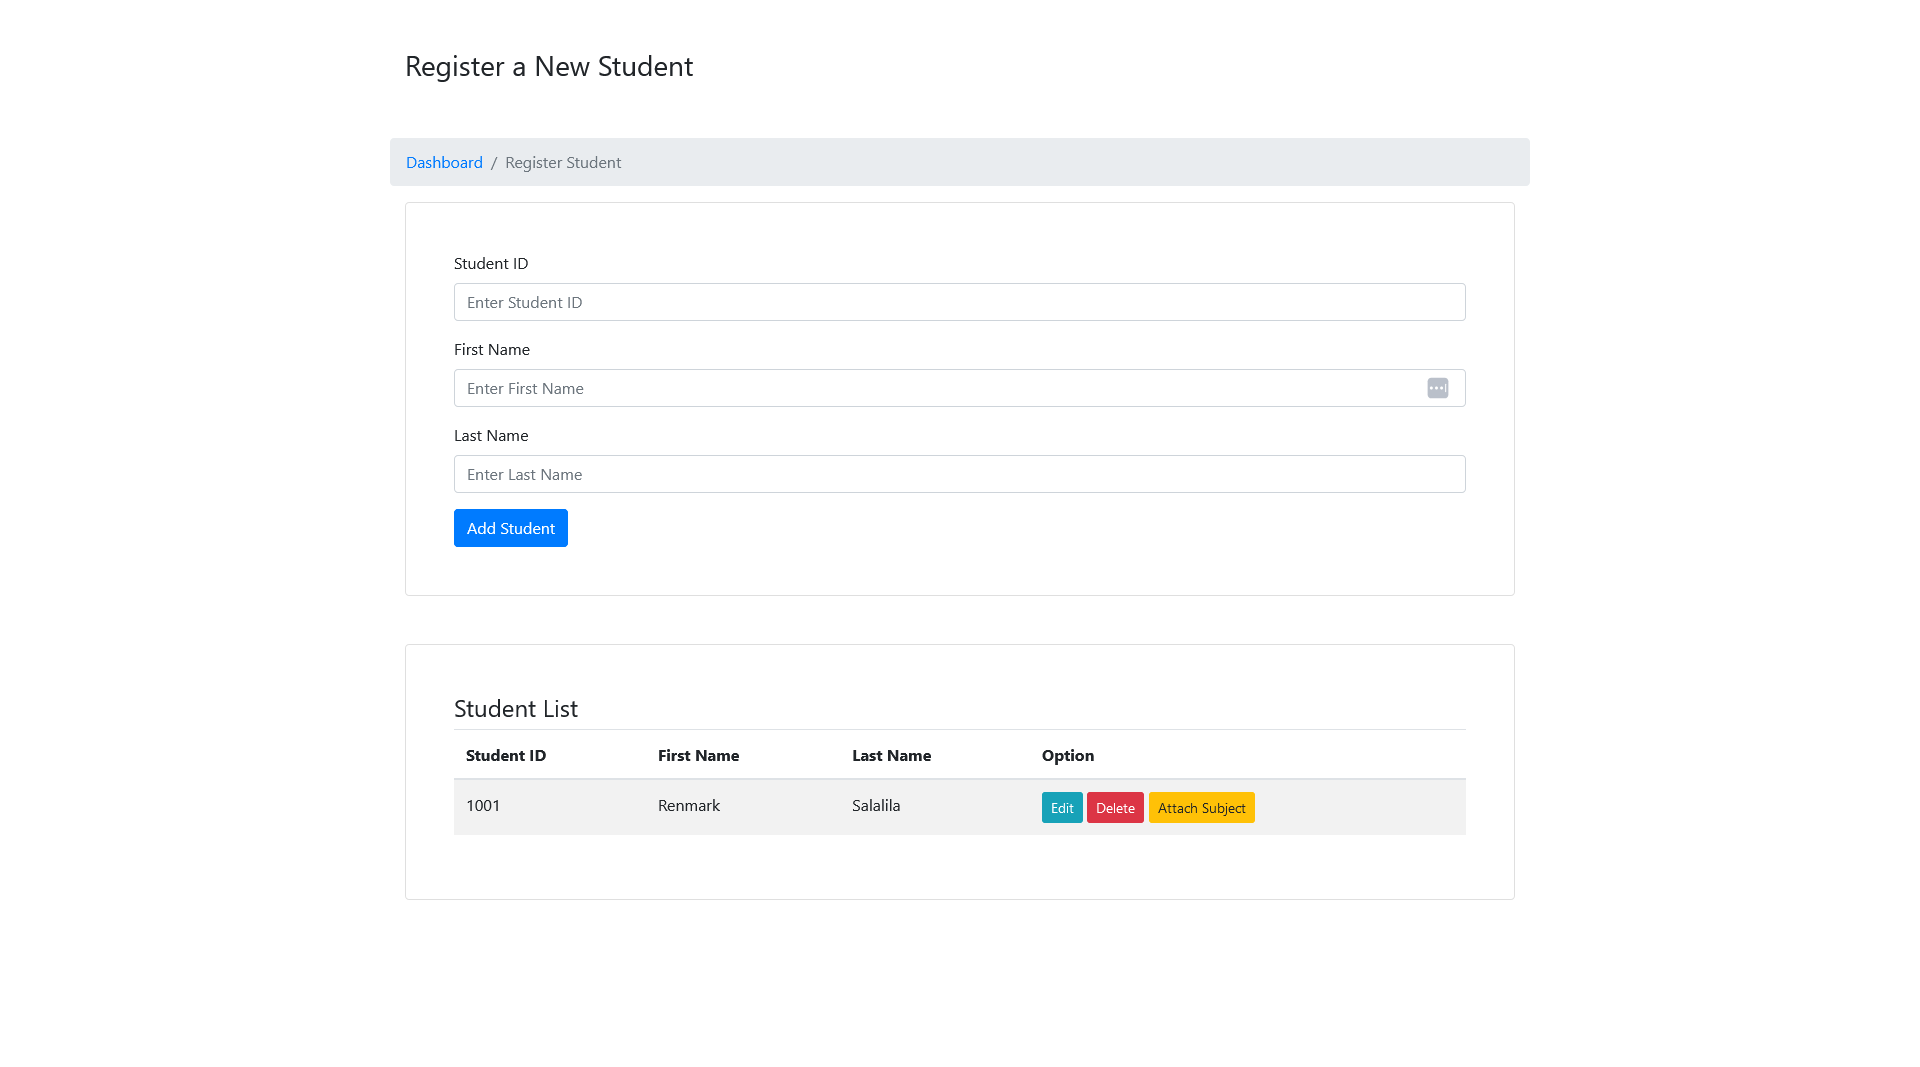 Register a New Student
Dashboard / Register Student
Student ID
Enter Student ID
First Name
Enter First Name
Last Name
Enter Last Name
Add Student
Student List
Student ID First Name Last Name Option
1001 Renmark Salalila Edit Delete Attach Subject